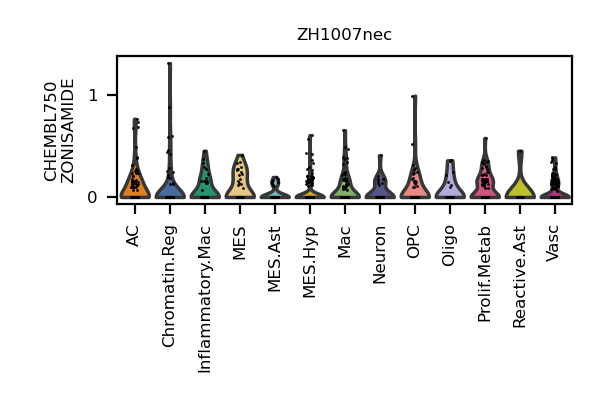 ZH1007nec
CHEMBL750
ZONISAMIDE
1
0
AC
Chromatin.Reg
Inflammatory.Mac
MES
MES.Ast
MES.Hyp
Mac
Neuron
OPC
Oligo
Prolif.Metab
Reactive.Ast
Vasc